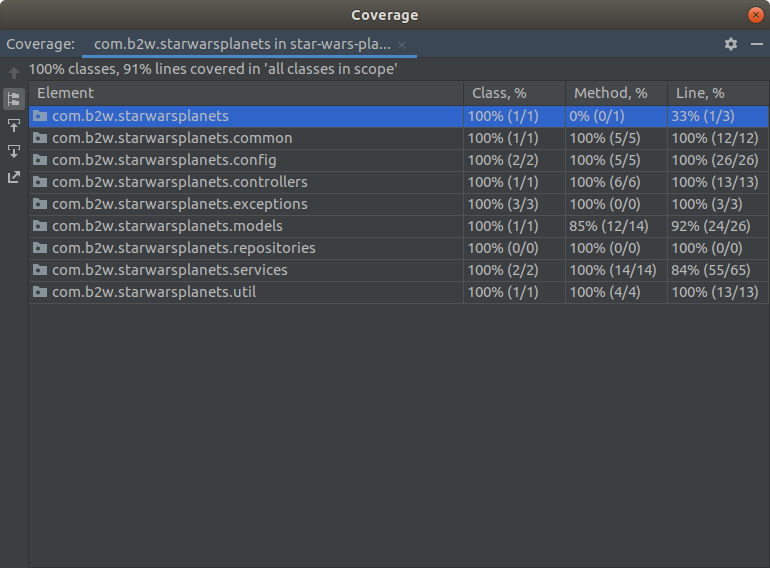 Coverage
Coverage: com.b2w.starwarsplanets in star-wars-pla...
100% classes, 91% lines covered in 'all classes in scope'
Element Class, % Method, % Line, %
com.b2w.starwarsplanets 100% (1/1) 0% (0/1) 33% (1/3)
com.b2w.starwarsplanets.common 100% (1/1) 100% (5/5) 100% (12/12)
com.b2w.starwarsplanets.config 100% (2/2) 100% (5/5) 100% (26/26)
com.b2w.starwarsplanets.controllers 100% (1/1) 100% (6/6) 100% (13/13)
com.b2w.starwarsplanets.exceptions 100% (3/3) 100% (0/0) 100% (3/3)
com.b2w.starwarsplanets.models 100% (1/1) 85% (12/14) 92% (24/26)
com.b2w.starwarsplanets.repositories 100% (0/0) 100% (0/0) 100% (0/0)
com.b2w.starwarsplanets.services 100% (2/2) 100% (14/14) 84% (55/65)
com.b2w.starwarsplanets.util 100% (1/1) 100% (4/4) 100% (13/13)